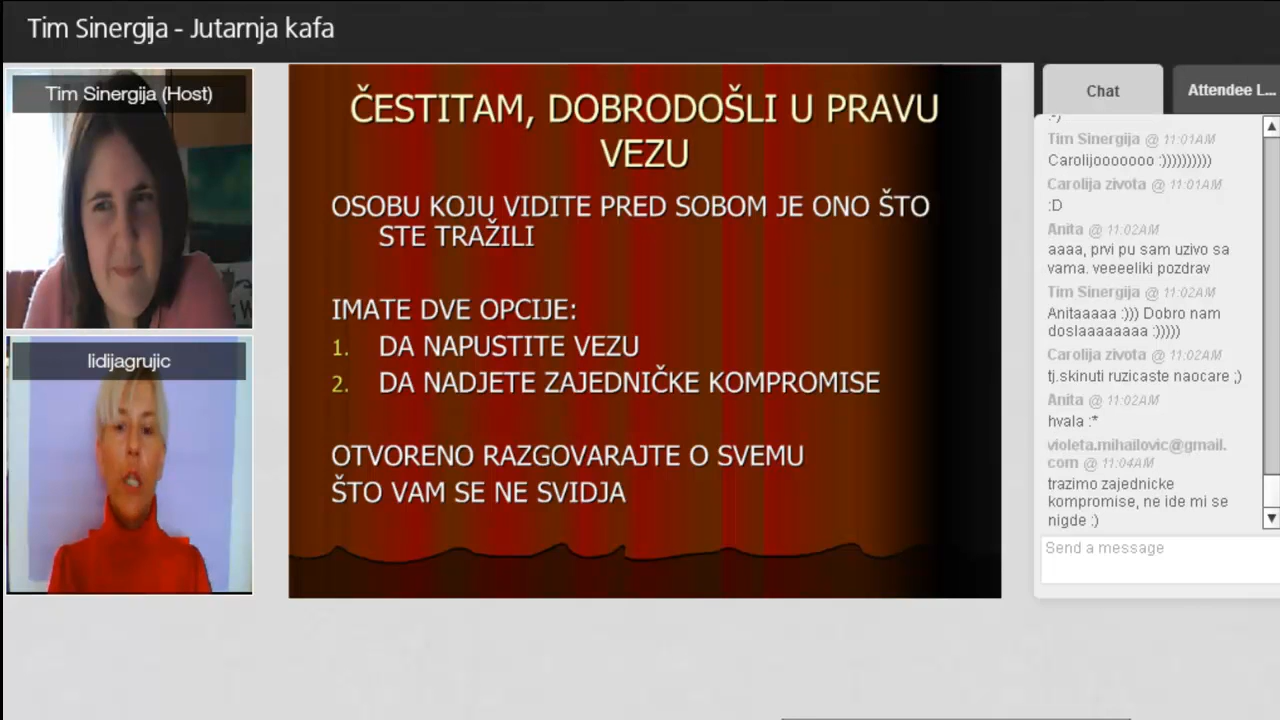 Tim Sinergija - Jutarnja kafa
Tim Sinergija (Host)
lidijagrujic
ČESTITAM, DOBRODOŠLI U PRAVU
VEZU
OSOBU KOJU VIDITE PRED SOBOM JE ONO ŠTO
STE TRAŽILI
IMATE DVE OPCIJE:
1. DA NAPUSTITE VEZU
2. DA NADJETE ZAJEDNIČKE KOMPROMISE
OTVORENO RAZGOVARAJTE O SVEMU
ŠTO VAM SE NE SVIDJA
Chat
Attendee L...
:-)
Tim Sinergija @ 11:01AM
Carolijooooooo :))))))))))
Carolija zivota @ 11:01AM
:D
Anita @ 11:02AM
aaaa, prvi pu sam uzivo sa
vama. veeeeliki pozdrav
Tim Sinergija @ 11:02AM
Anitaaaaa :))) Dobro nam
doslaaaaaaaa :)))))
Carolija zivota @ 11:02AM
tj.skinuti ruzicaste naocare ;)
Anita @ 11:02AM
hvala :*
violeta.mihailovic@gmail.
com @ 11:04AM
trazimo zajednicke
kompromise, ne ide mi se
nigde :)
Send a message